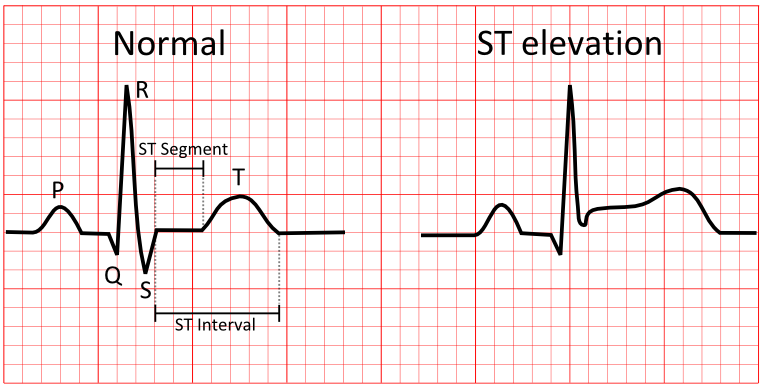 Normal
ST elevation
R
ST Segment
P
T
Q
S
ST Interval